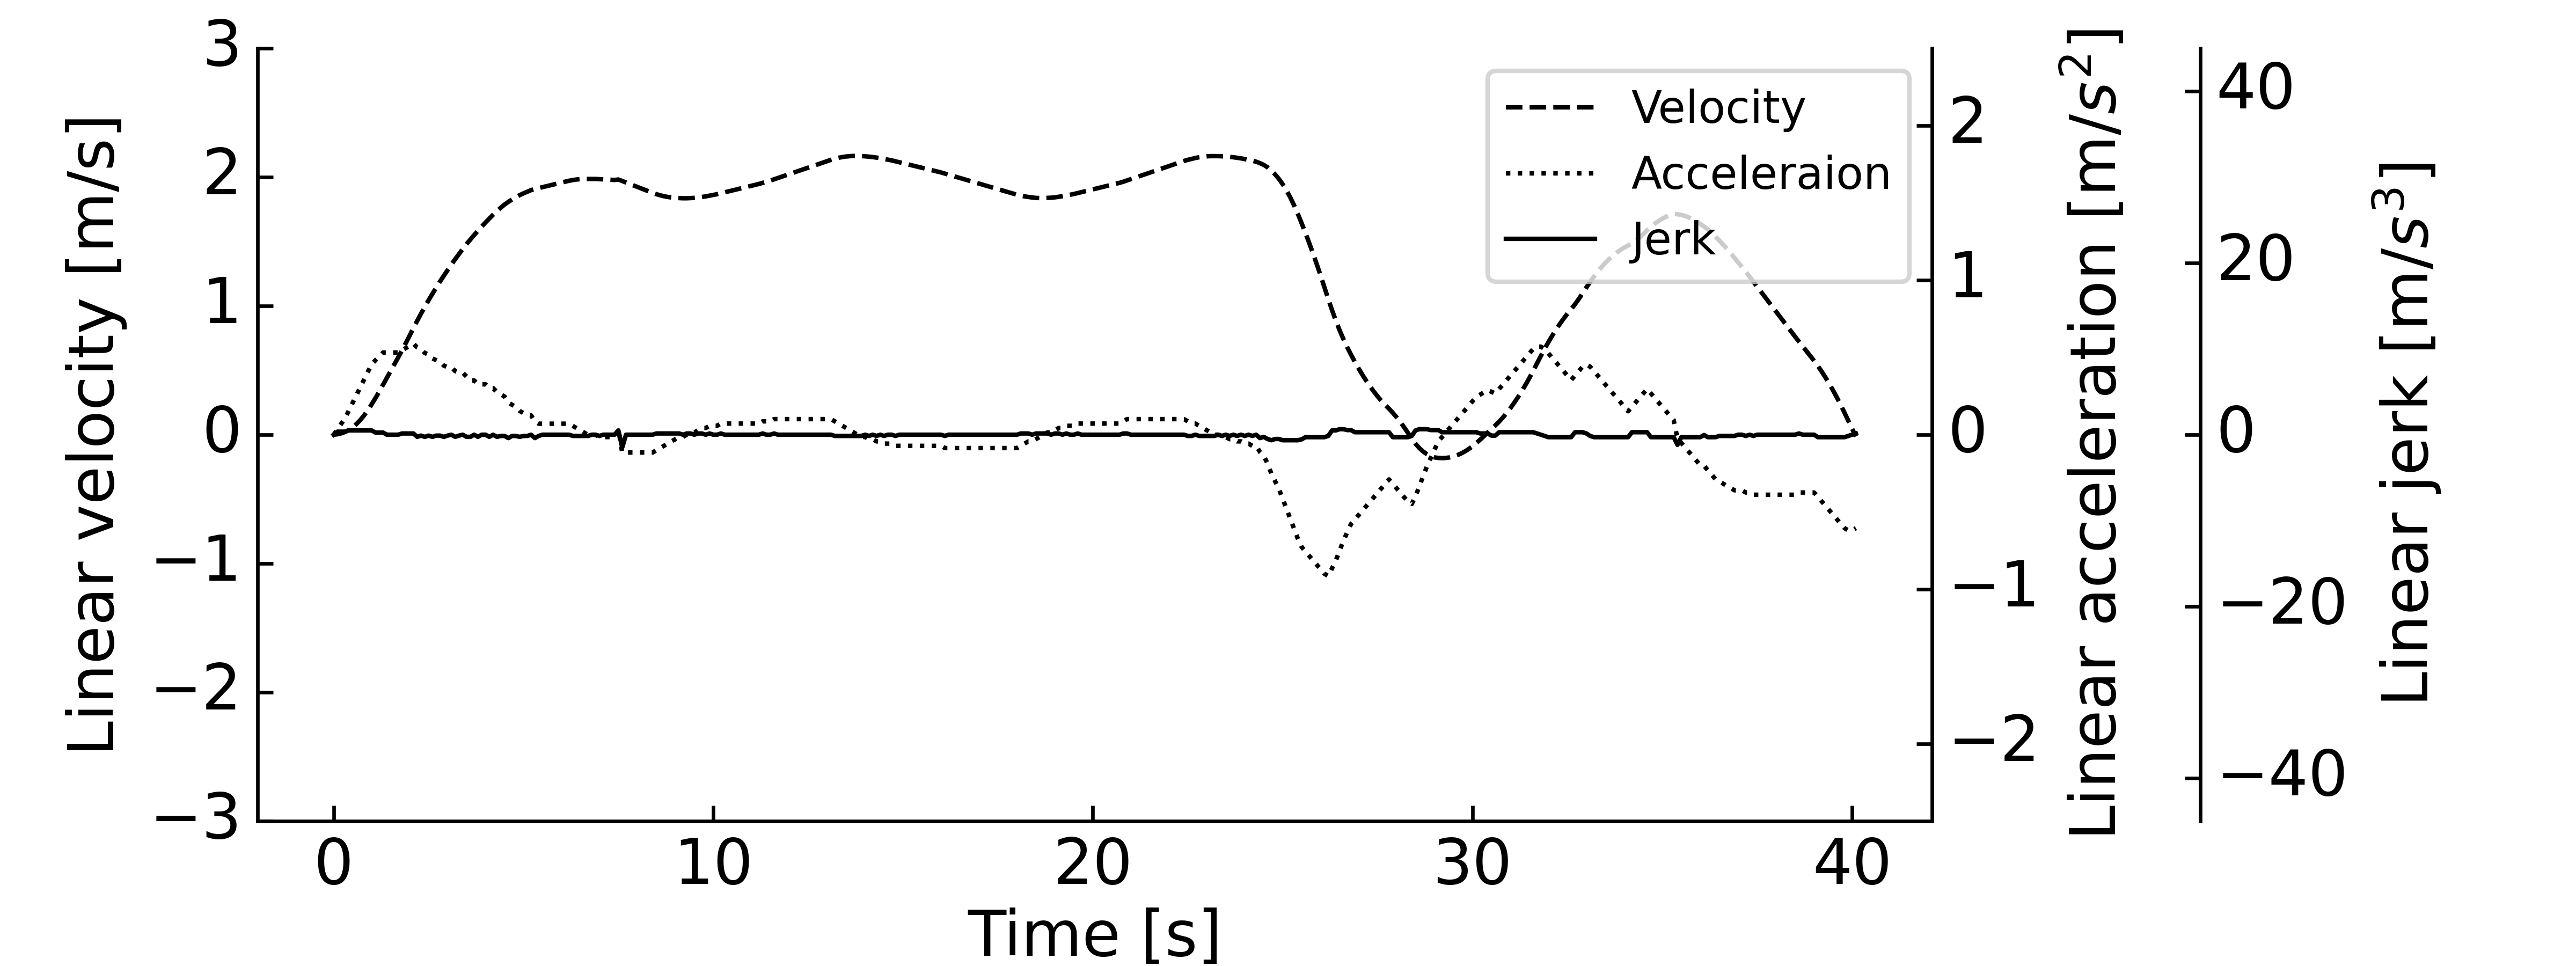 Linear velocity [m/s]
3
2
1
0
−1
−2
−3
0 10 20 30 40
Time [s]
Velocity
Acceleraion
Jerk
2
1
0
−1
−2
Linear acceleration [m/s²]
40
20
0
−20
−40
Linear jerk [m/s³]